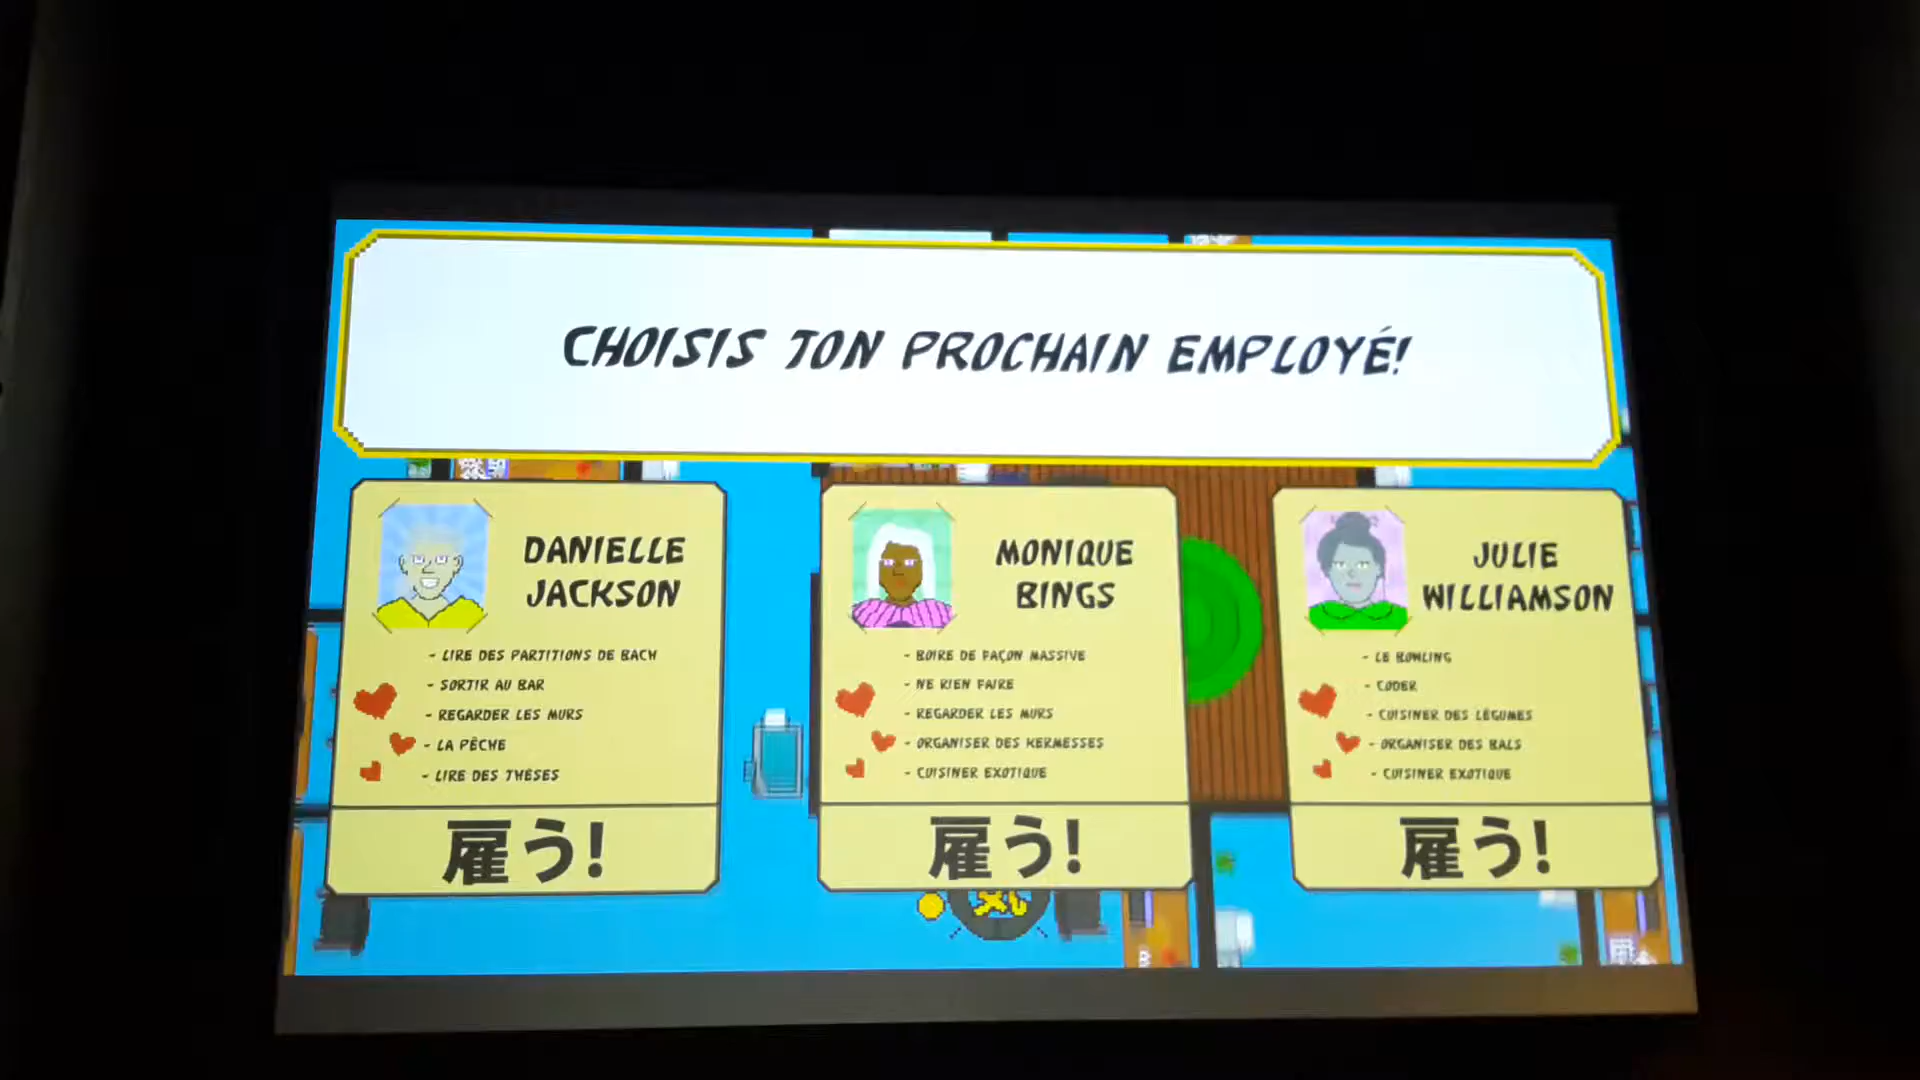 CHOISIS TON PROCHAIN EMPLOYÉ!
DANIELLE
JACKSON
- LIRE DES PARTITIONS DE BACH
- SORTIR AU BAR
- REGARDER LES MURS
- LA PÊCHE
- LIRE DES THÈSES
雇う!
MONIQUE
BINGS
- BOIRE DE FAÇON MASSIVE
- NE RIEN FAIRE
- REGARDER LES MURS
- ORGANISER DES KERMESSES
- CUISINER EXOTIQUE
雇う!
JULIE
WILLIAMSON
- LE BOWLING
- CODER
- CUISINER DES LÉGUMES
- ORGANISER DES BALS
- CUISINER EXOTIQUE
雇う!